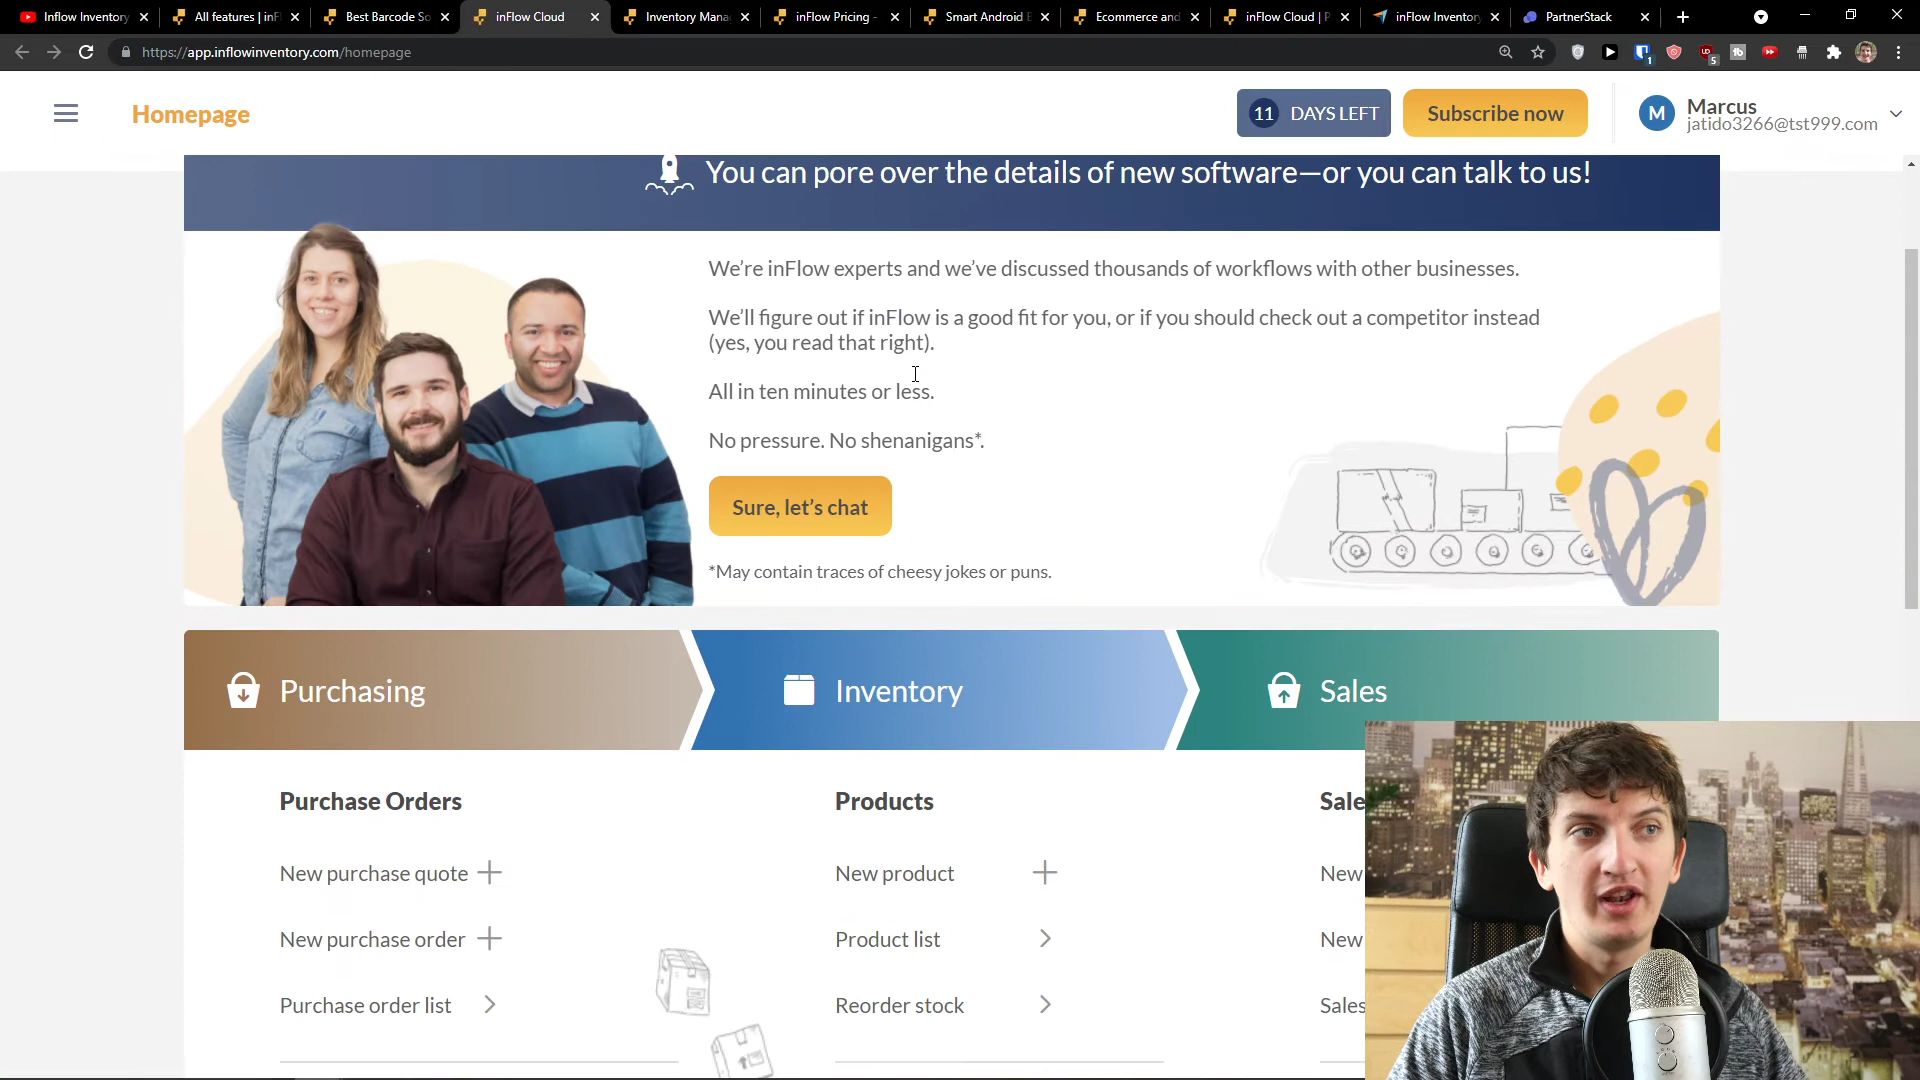 Inflow Inventory
All features | inF
Best Barcode So
inFlow Cloud
Inventory Mana
inFlow Pricing -
Smart Android
Ecommerce and
inFlow Cloud | P
inFlow Inventory
PartnerStack
https://app.inflowinventory.com/homepage
1
5
Homepage
11 DAYS LEFT
Subscribe now
M
Marcus
jatido3266@tst999.com
You can pore over the details of new software—or you can talk to us!
We’re inFlow experts and we’ve discussed thousands of workflows with other businesses.
We’ll figure out if inFlow is a good fit for you, or if you should check out a competitor instead
(yes, you read that right).
All in ten minutes or less.
No pressure. No shenanigans*.
Sure, let’s chat
*May contain traces of cheesy jokes or puns.
Purchasing
Inventory
Sales
Purchase Orders
Products
Sale
New purchase quote
New product
New
New purchase order
Product list
New
Purchase order list
Reorder stock
Sales